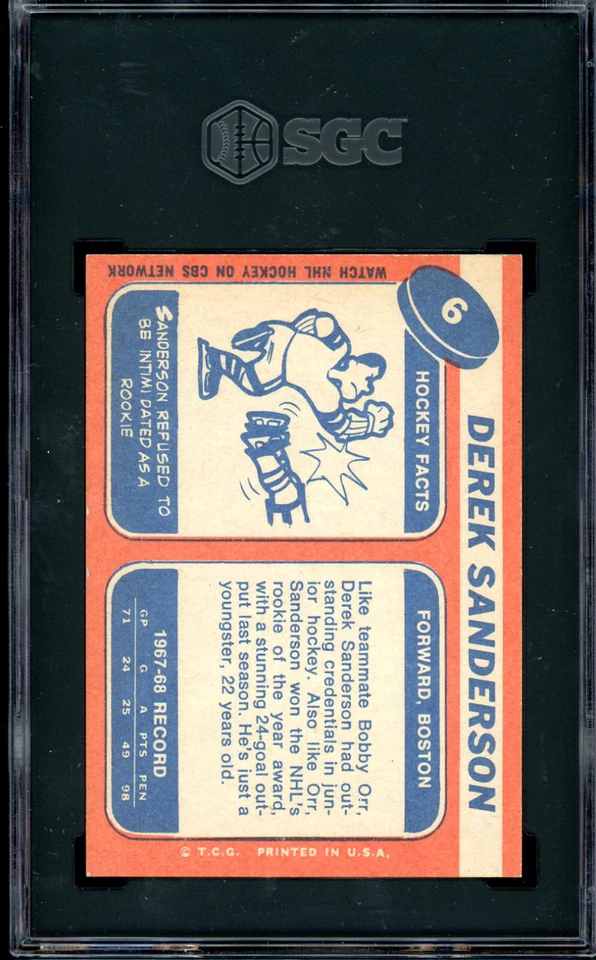 SGC
6
DEREK SANDERSON
WATCH NHL HOCKEY ON CBS NETWORK
HOCKEY FACTS
SANDERSON REFUSED TO
BE INTIMIDATED AS A
ROOKIE
FORWARD, BOSTON
Like teammate Bobby Orr,
Derek Sanderson had out-
standing credentials in jun-
ior hockey. Also like Orr,
Sanderson won the NHL's
rookie of the year award,
with a stunning 24-goal out-
put last season. He's just a
youngster, 22 years old.
1967-68 RECORD
GP G A PTS PEN
71 24 25 49 98
© T.C.G. PRINTED IN U.S.A.